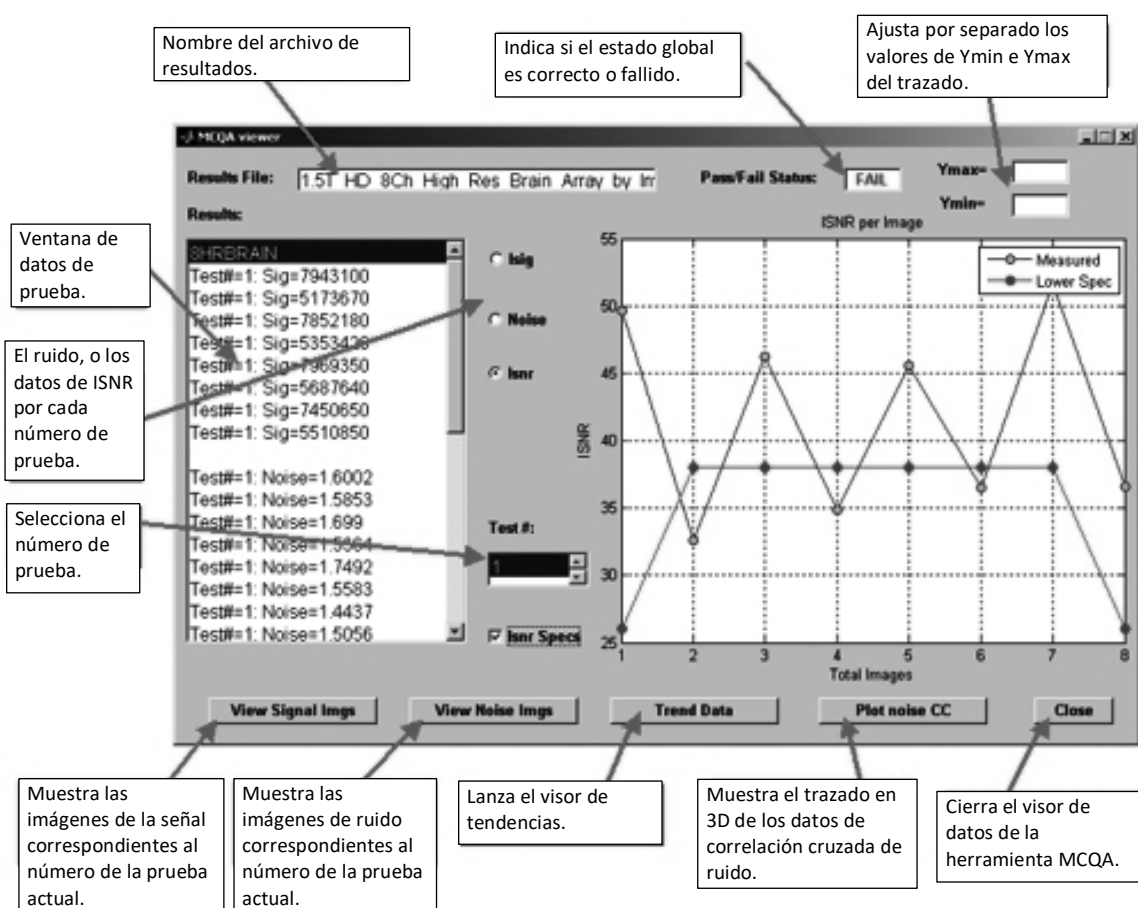 Nombre del archivo de
resultados.
Indica si el estado global
es correcto o fallido.
Ajusta por separado los
valores de Ymin e Ymax
del trazado.
MCQA viewer
Results File:
1.5T HD 8Ch High Res Brain Array by Im
Pass/Fail Status:
FAIL
Ymax=
Ymin=
Results:
ISNR per Image
8HRBRAIN
Test#=1: Sig=7943100
Test#=1: Sig=5173670
Test#=1: Sig=7852180
Test#=1: Sig=
Test#=1: Sig=7969350
Test#=1: Sig=5687640
Test#=1: Sig=7450650
Test#=1: Sig=5510850
Test#=1: Noise=1.6002
Test#=1: Noise=1.5853
Test#=1: Noise=1.699
Test#=1: Noise=
Test#=1: Noise=1.7492
Test#=1: Noise=1.5583
Test#=1: Noise=1.4437
Test#=1: Noise=1.5056
Isig
Noise
Isnr
Test #:
1
Isnr Specs
Measured
Lower Spec
55
50
45
40
35
30
25
ISNR
1 2 3 4 5 6 7 8
Total Images
Ventana de
datos de
prueba.
El ruido, o los
datos de ISNR
por cada
número de
prueba.
Selecciona el
número de
prueba.
View Signal Imgs
View Noise Imgs
Trend Data
Plot noise CC
Close
Muestra las
imágenes de la señal
correspondientes al
número de la prueba
actual.
Muestra las
imágenes de ruido
correspondientes al
número de la prueba
actual.
Lanza el visor de
tendencias.
Muestra el trazado en
3D de los datos de
correlación cruzada de
ruido.
Cierra el visor de
datos de la
herramienta MCQA.